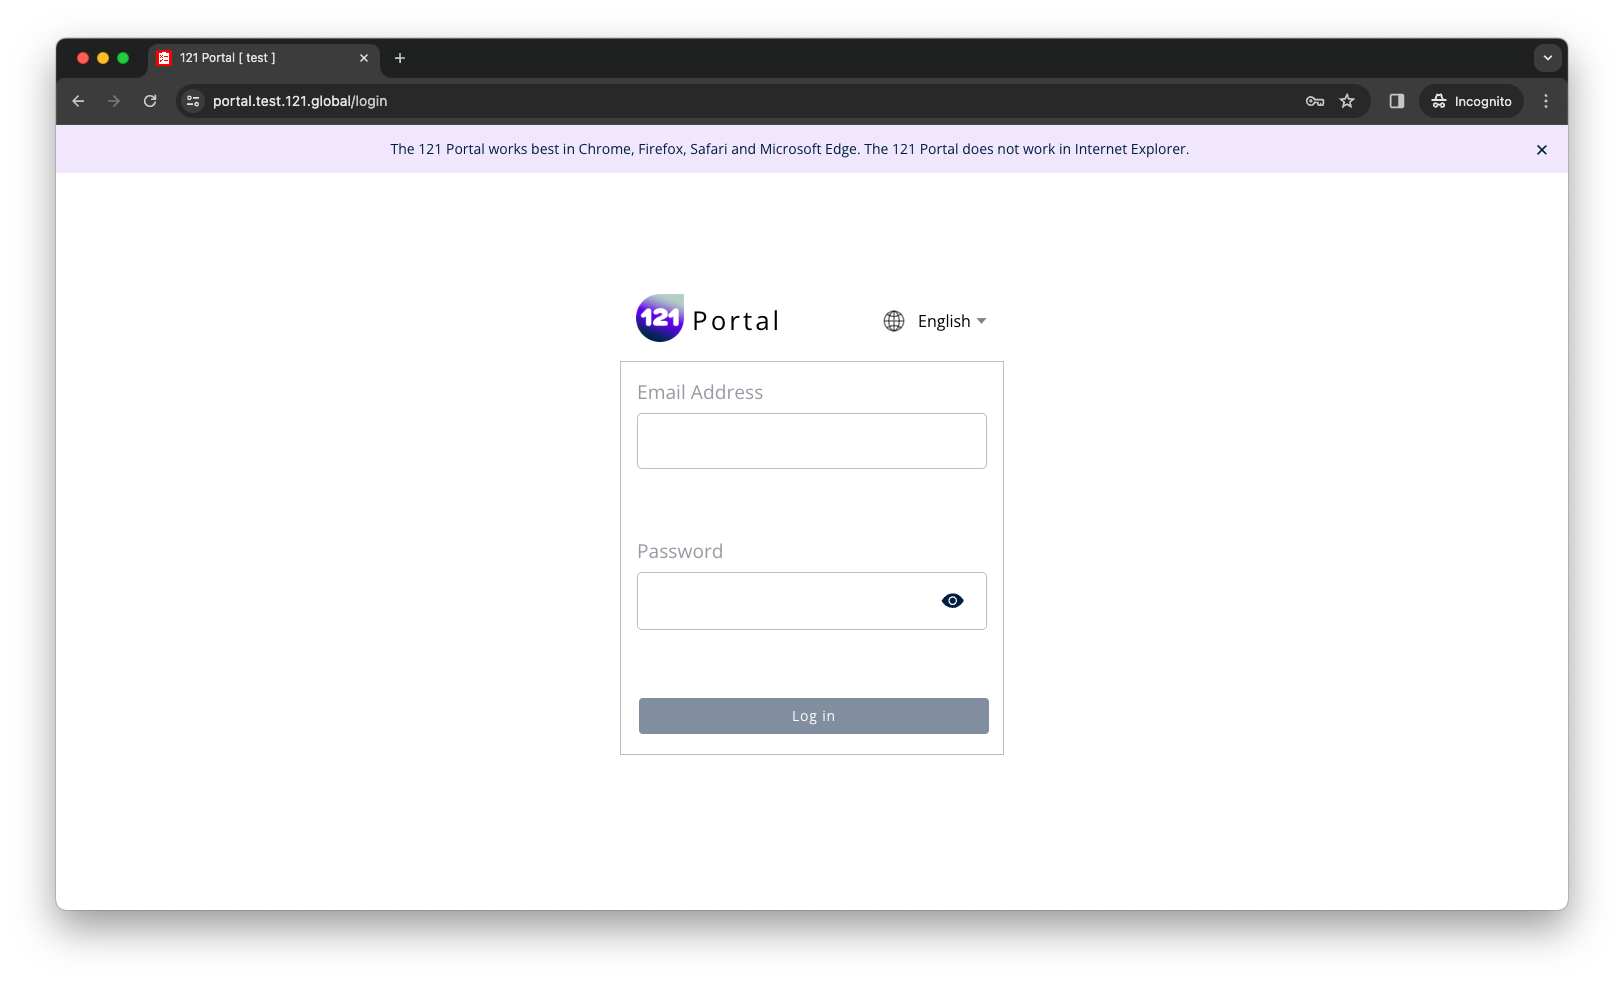 121 Portal [ test ]
portal.test.121.global/login
Incognito
The 121 Portal works best in Chrome, Firefox, Safari and Microsoft Edge. The 121 Portal does not work in Internet Explorer.
121 Portal
English
Email Address
Password
Log in